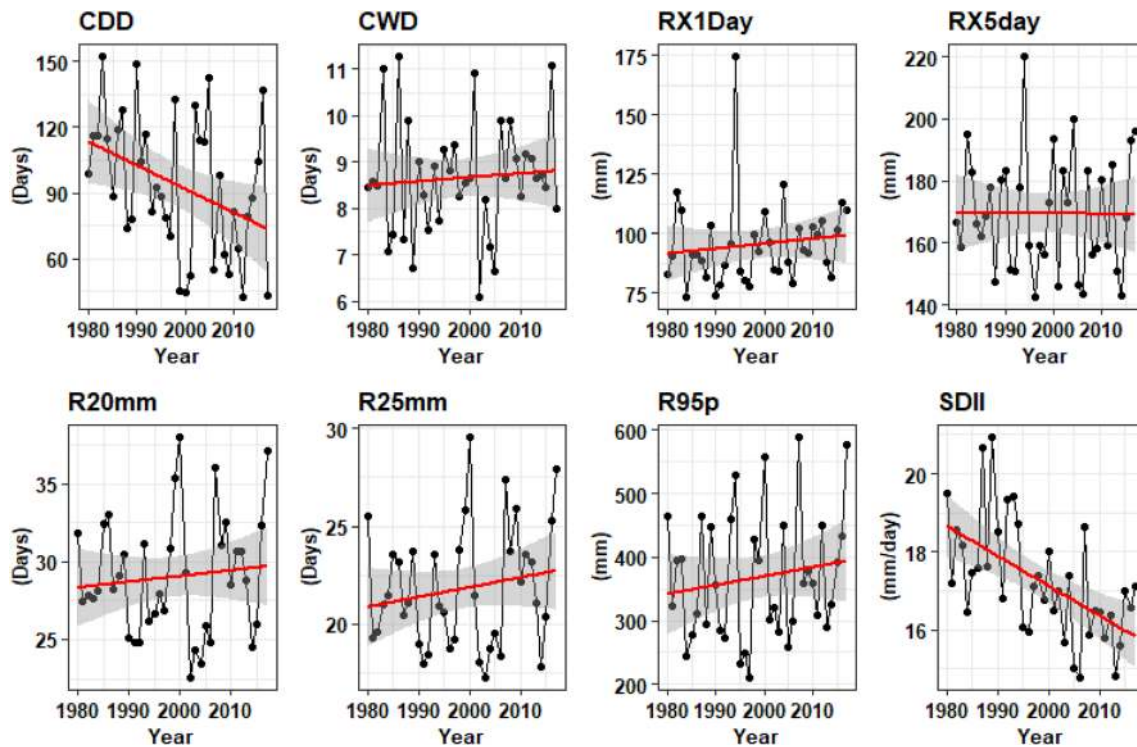 CDD CWD RX1Day RX5day
150
120
90
60
(Days)
11
10
9
8
7
6
(Days)
175
150
125
100
75
(mm)
220
200
180
160
140
(mm)
1980 1990 2000 2010 1980 1990 2000 2010 1980 1990 2000 2010 1980 1990 2000 2010
Year Year Year Year
R20mm R25mm R95p SDII
35
30
25
(Days)
30
25
20
(Days)
600
500
400
300
200
(mm)
20
18
16
(mm/day)
1980 1990 2000 2010 1980 1990 2000 2010 1980 1990 2000 2010 1980 1990 2000 2010
Year Year Year Year